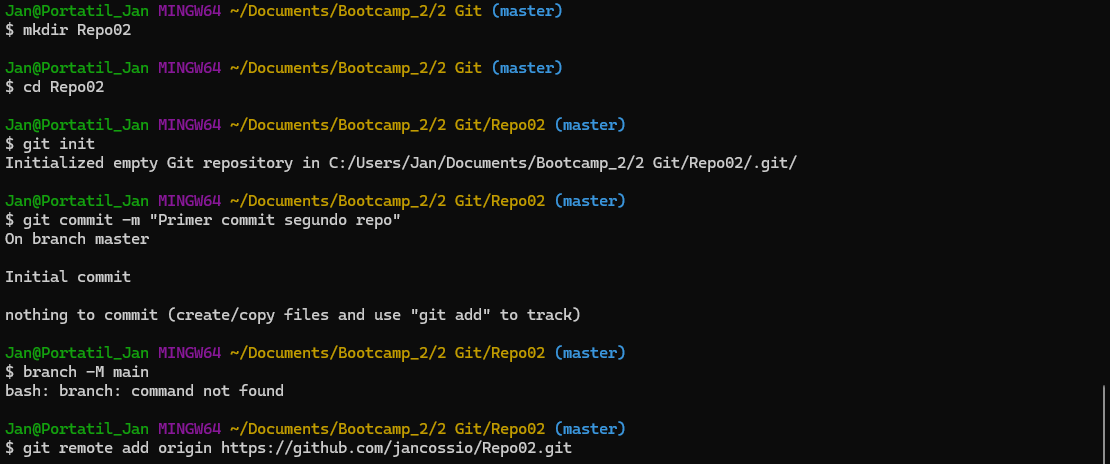 Jan@Portatil_Jan MINGW64 ~/Documents/Bootcamp_2/2 Git (master)
$ mkdir Repo02
Jan@Portatil_Jan MINGW64 ~/Documents/Bootcamp_2/2 Git (master)
$ cd Repo02
Jan@Portatil_Jan MINGW64 ~/Documents/Bootcamp_2/2 Git/Repo02 (master)
$ git init
Initialized empty Git repository in C:/Users/Jan/Documents/Bootcamp_2/2 Git/Repo02/.git/
Jan@Portatil_Jan MINGW64 ~/Documents/Bootcamp_2/2 Git/Repo02 (master)
$ git commit -m "Primer commit segundo repo"
On branch master
Initial commit
nothing to commit (create/copy files and use "git add" to track)
Jan@Portatil_Jan MINGW64 ~/Documents/Bootcamp_2/2 Git/Repo02 (master)
$ branch -M main
bash: branch: command not found
Jan@Portatil_Jan MINGW64 ~/Documents/Bootcamp_2/2 Git/Repo02 (master)
$ git remote add origin https://github.com/jancossio/Repo02.git